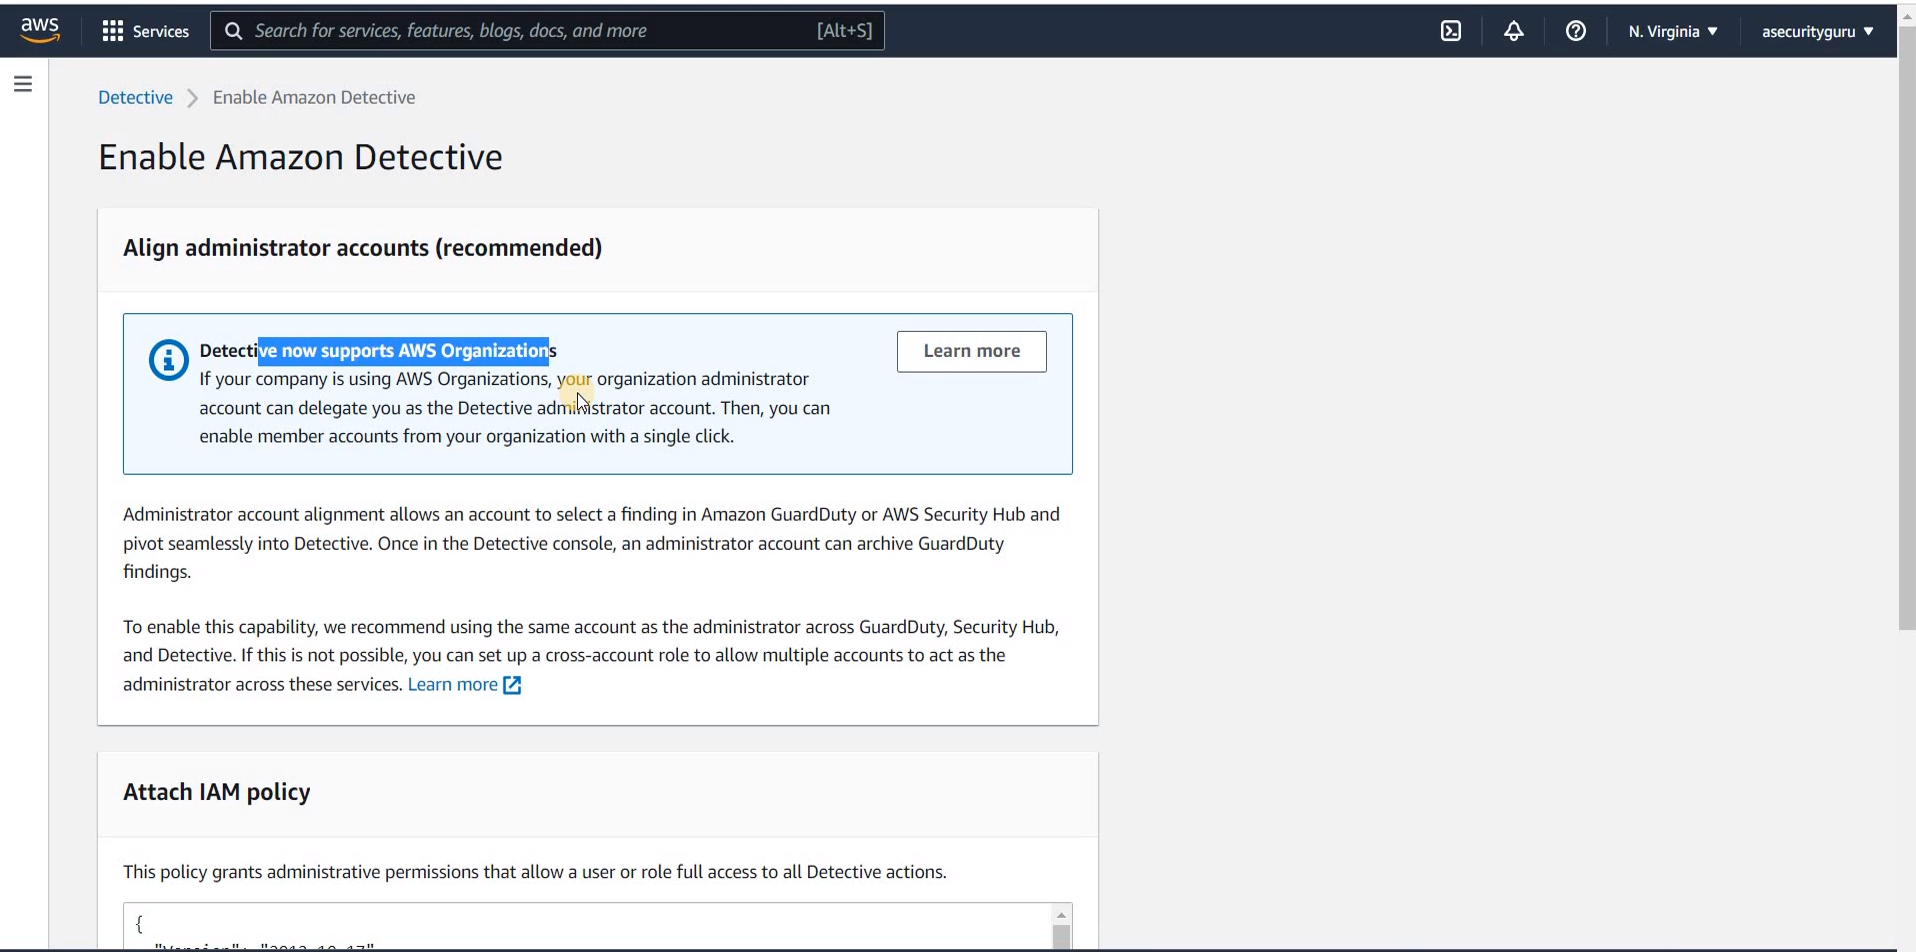 aws
Services
Search for services, features, blogs, docs, and more
[Alt+S]
N. Virginia
asecurityguru
Detective
Enable Amazon Detective
Enable Amazon Detective
Align administrator accounts (recommended)
Detective now supports AWS Organizations
Learn more
If your company is using AWS Organizations, your organization administrator
account can delegate you as the Detective administrator account. Then, you can
enable member accounts from your organization with a single click.
Administrator account alignment allows an account to select a finding in Amazon GuardDuty or AWS Security Hub and
pivot seamlessly into Detective. Once in the Detective console, an administrator account can archive GuardDuty
findings.
To enable this capability, we recommend using the same account as the administrator across GuardDuty, Security Hub,
and Detective. If this is not possible, you can set up a cross-account role to allow multiple accounts to act as the
administrator across these services. Learn more
Attach IAM policy
This policy grants administrative permissions that allow a user or role full access to all Detective actions.
{
"Version": "2012-10-17"